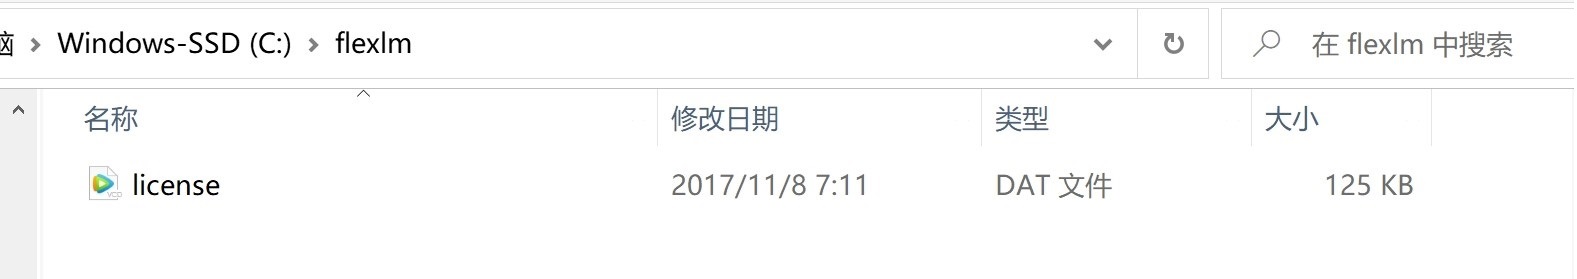 脑 › Windows-SSD (C:) › flexlm
在 flexlm 中搜索
名称 修改日期 类型 大小
license 2017/11/8 7:11 DAT 文件 125 KB
VCD